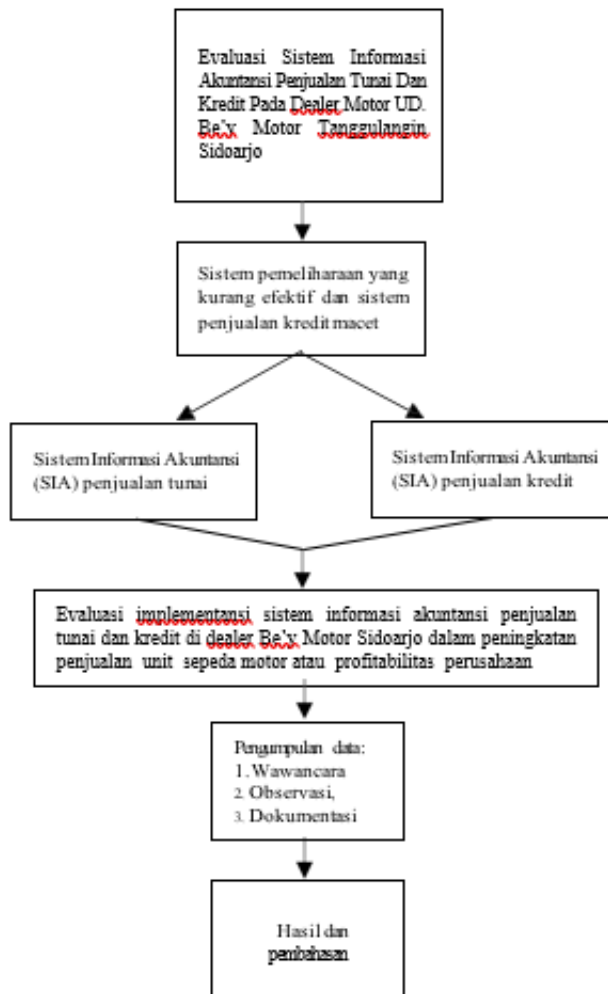 Evaluasi Sistem Informasi
Akuntansi Penjualan Tunai Dan
Kredit Pada Dealer Motor UD.
Be'x Motor Tanggulangin
Sidoarjo
Sistem pemeliharaan yang
kurang efektif dan sistem
penjualan kredit macet
Sistem Informasi Akuntansi
(SIA) penjualan tunai
Sistem Informasi Akuntansi
(SIA) penjualan kredit
Evaluasi implementansi sistem informasi akuntansi penjualan
tunai dan kredit di dealer Be'x Motor Sidoarjo dalam peningkatan
penjualan unit sepeda motor atau profitabilitas perusahaan
Pengumpulan data:
1. Wawancara
2. Observasi,
3. Dokumentasi
Hasil dan
pembahasan